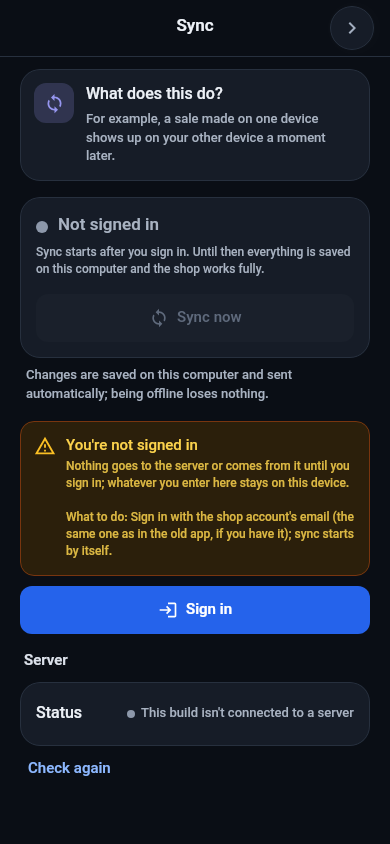 Sync
What does this do?
For example, a sale made on one device
shows up on your other device a moment
later.
Not signed in
Sync starts after you sign in. Until then everything is saved
on this computer and the shop works fully.
Sync now
Changes are saved on this computer and sent
automatically; being offline loses nothing.
You're not signed in
Nothing goes to the server or comes from it until you
sign in; whatever you enter here stays on this device.
What to do: Sign in with the shop account's email (the
same one as in the old app, if you have it); sync starts
by itself.
Sign in
Server
Status
This build isn't connected to a server
Check again